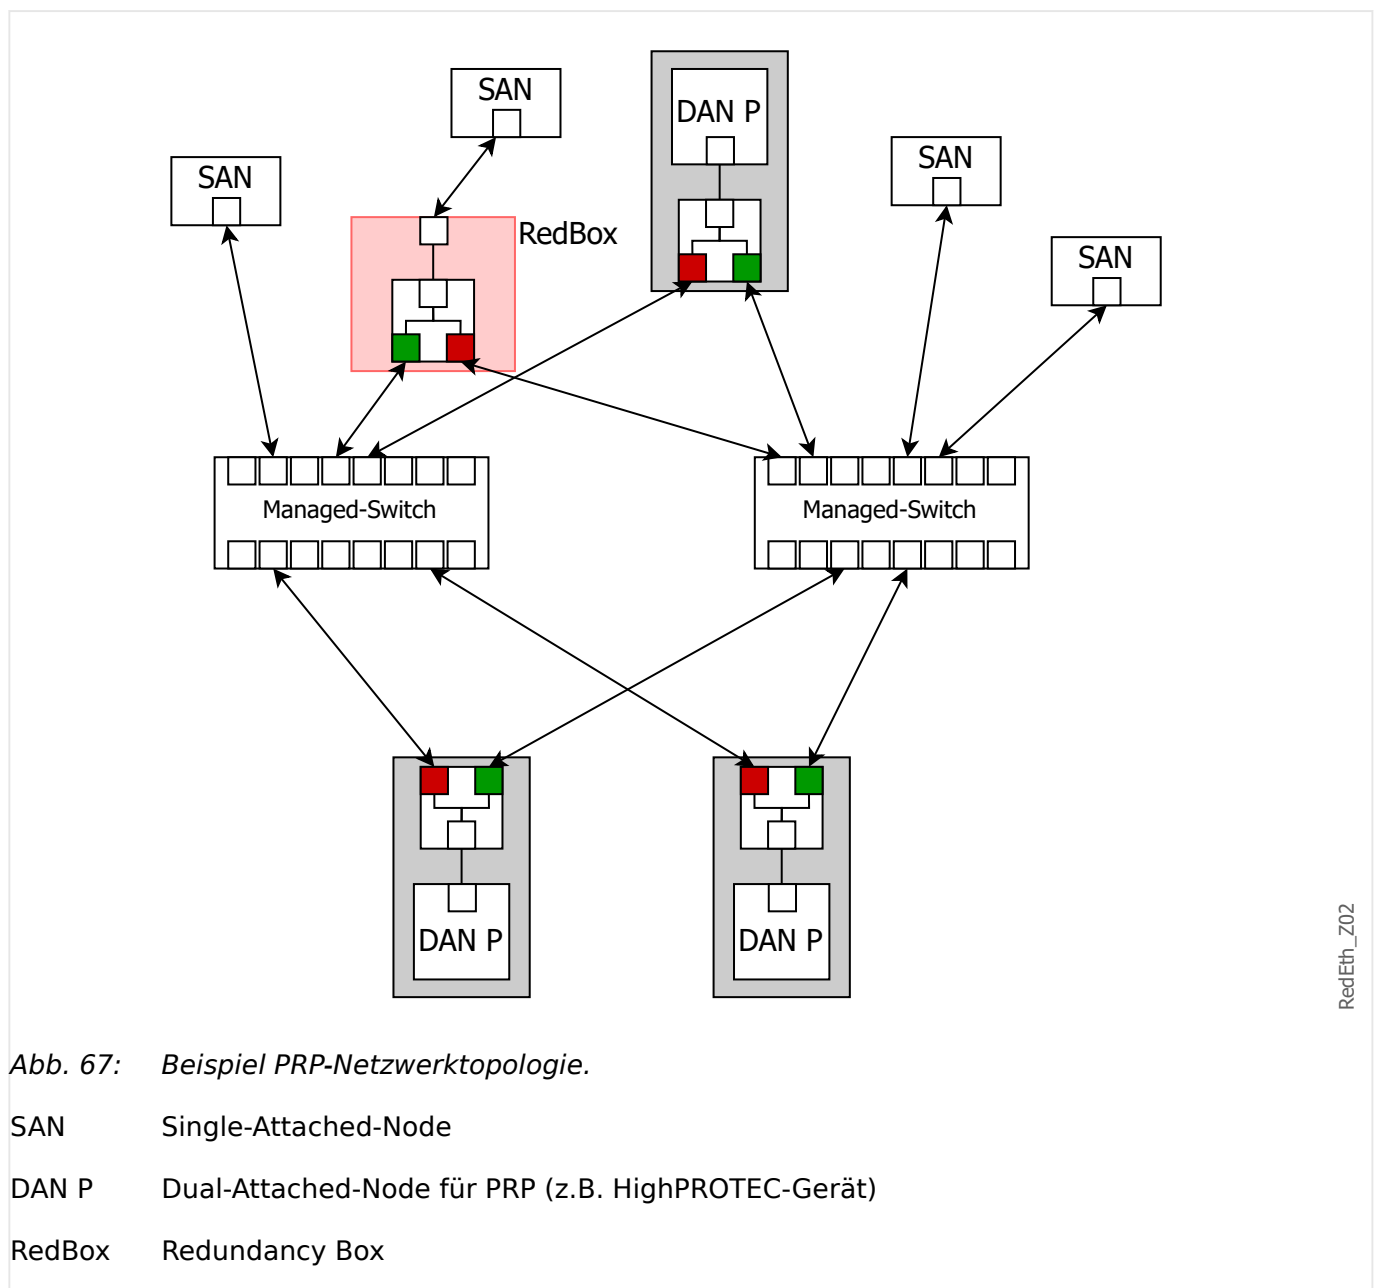 SAN
DAN P
SAN
SAN
RedBox
SAN
Managed-Switch
Managed-Switch
DAN P
DAN P
RedEth_Z02
Abb. 67: Beispiel PRP-Netzwerktopologie.
SAN Single-Attached-Node
DAN P Dual-Attached-Node für PRP (z.B. HighPROTEC-Gerät)
RedBox Redundancy Box